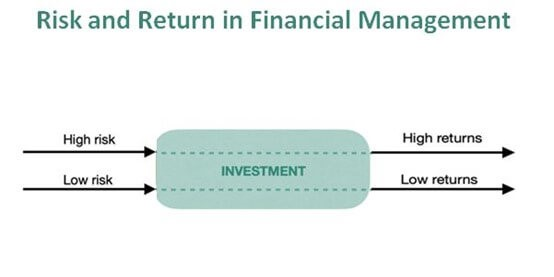 Risk and Return in Financial Management
High risk
High returns
INVESTMENT
Low risk
Low returns